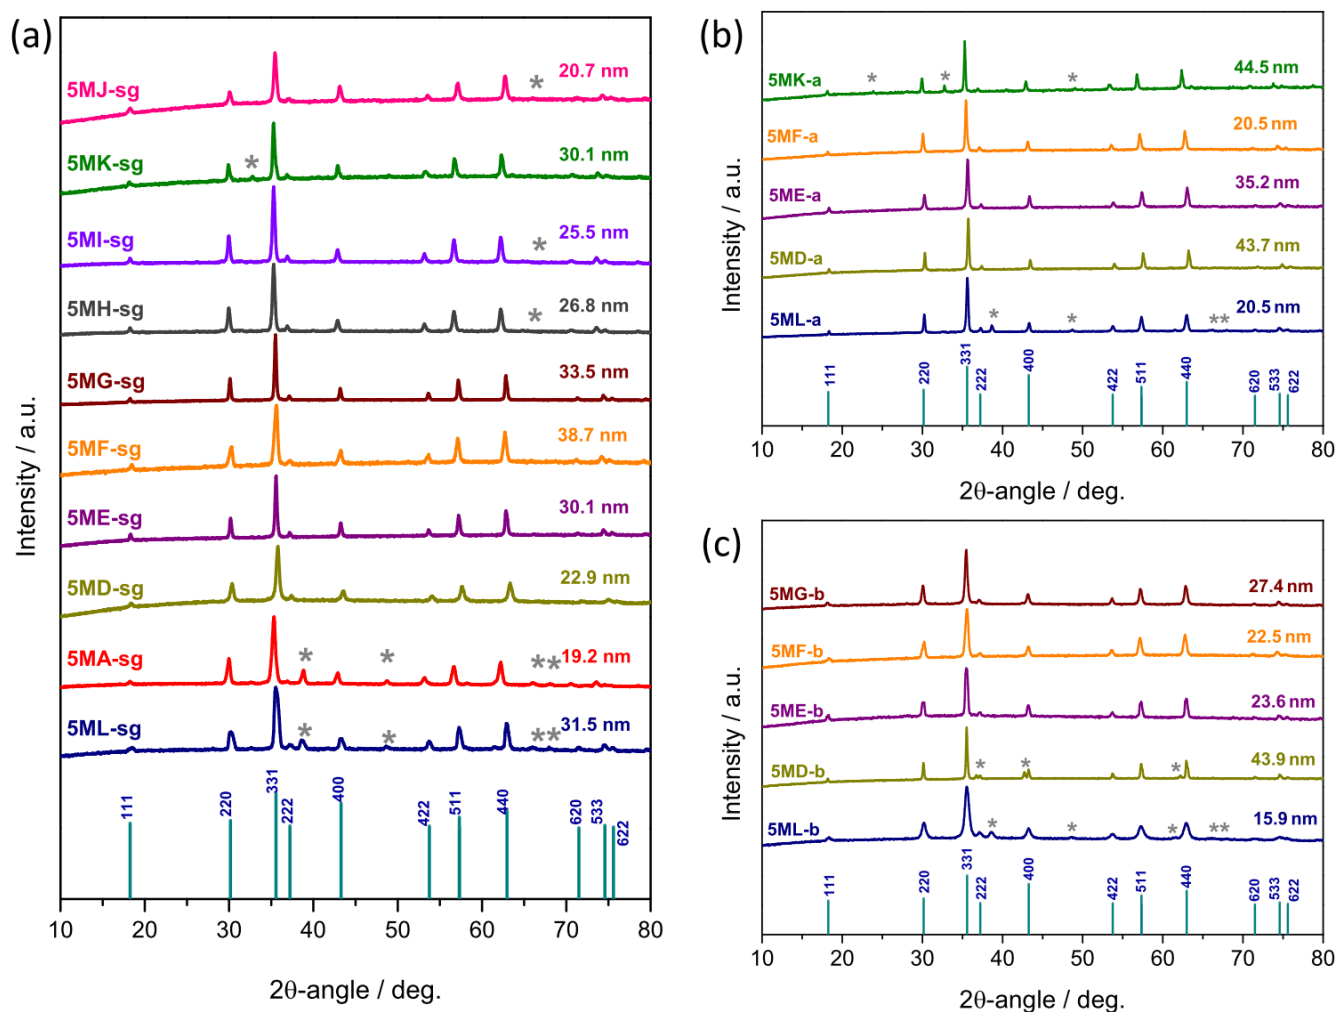 (a)
5MJ-sg
20.7 nm
*
5MK-sg
*
30.1 nm
5MI-sg
25.5 nm
*
5MH-sg
26.8 nm
*
5MG-sg
33.5 nm
5MF-sg
38.7 nm
5ME-sg
30.1 nm
5MD-sg
22.9 nm
5MA-sg
* * **
19.2 nm
5ML-sg
* * **
31.5 nm
111 220 331 222 400 422 511 440 620 533 622
10 20 30 40 50 60 70 80
2θ-angle / deg.
Intensity / a.u.
(b)
5MK-a
* * *
44.5 nm
5MF-a
20.5 nm
5ME-a
35.2 nm
5MD-a
43.7 nm
5ML-a
* * **
20.5 nm
111 220 331 222 400 422 511 440 620 533 622
10 20 30 40 50 60 70 80
2θ-angle / deg.
Intensity / a.u.
(c)
5MG-b
27.4 nm
5MF-b
22.5 nm
5ME-b
23.6 nm
5MD-b
* * *
43.9 nm
5ML-b
* * * **
15.9 nm
111 220 331 222 400 422 511 440 620 533 622
10 20 30 40 50 60 70 80
2θ-angle / deg.
Intensity / a.u.